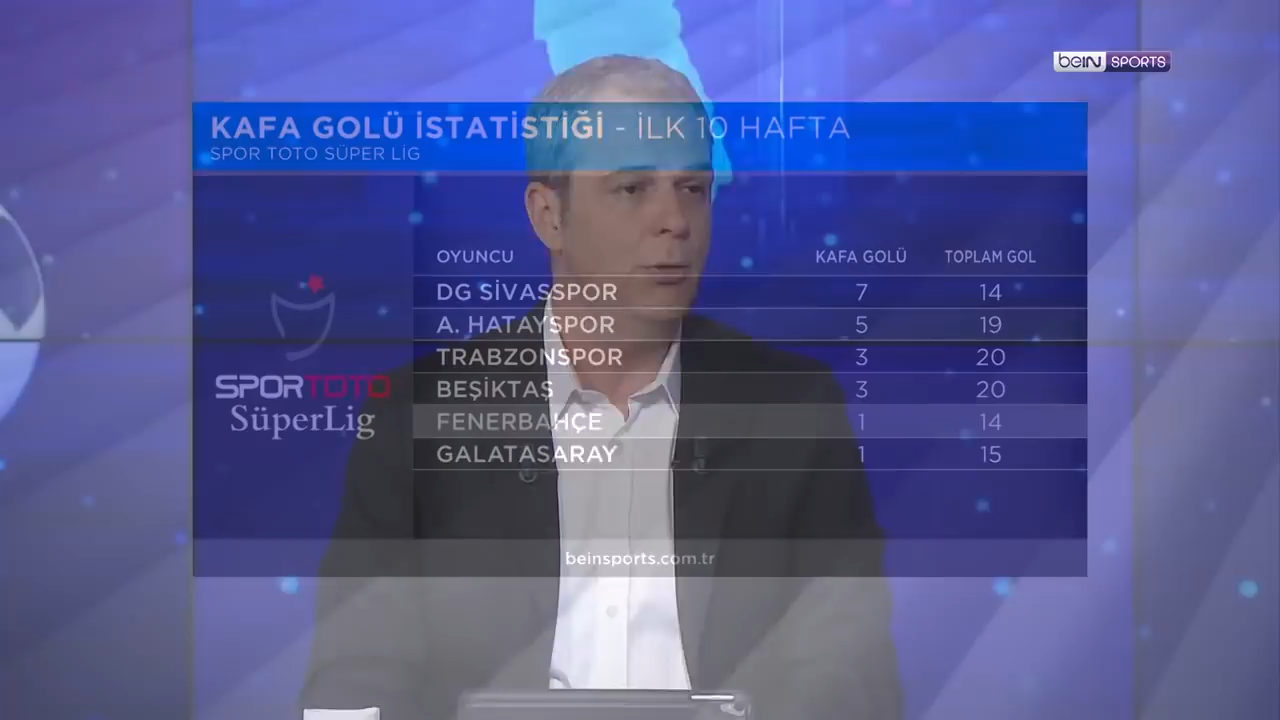 beIN SPORTS
KAFA GOLÜ İSTATİSTİĞİ - İLK 10 HAFTA
SPOR TOTO SÜPER LİG
OYUNCU KAFA GOLÜ TOPLAM GOL
DG SİVASSPOR 7 14
A. HATAYSPOR 5 19
TRABZONSPOR 3 20
BEŞİKTAŞ 3 20
FENERBAHÇE 1 14
GALATASARAY 1 15
SPORTOTO
SüperLig
beinsports.com.tr